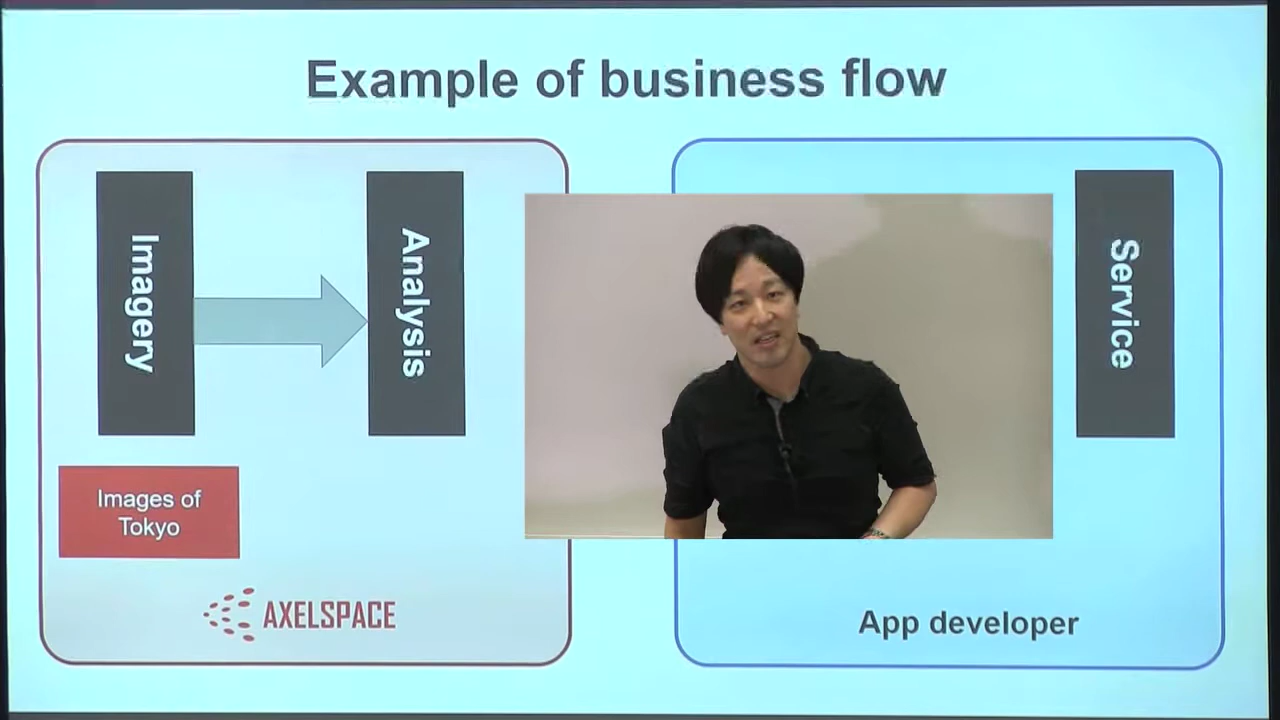 Example of business flow
Imagery
Analysis
Service
Images of
Tokyo
AXELSPACE
App developer